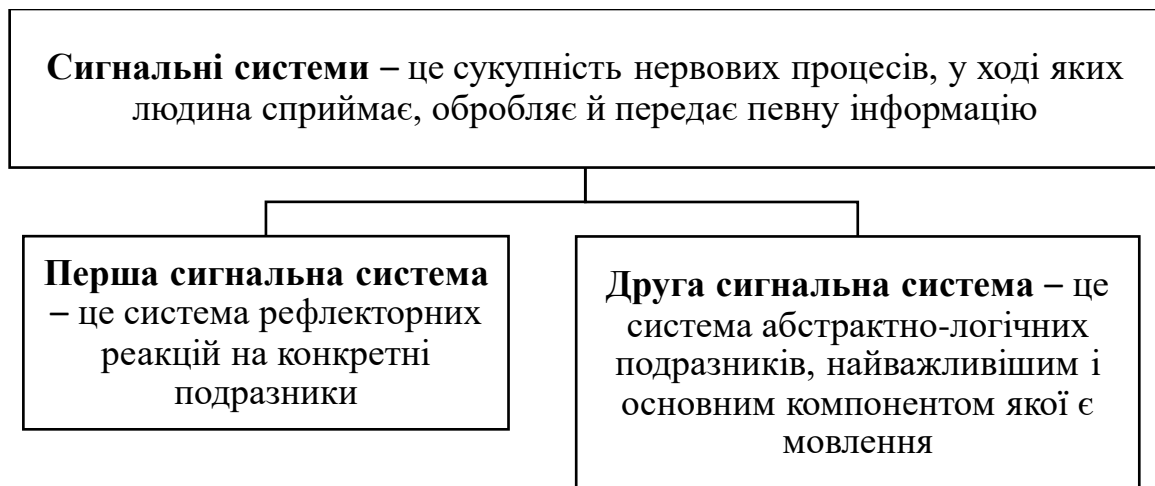 Сигнальні системи – це сукупність нервових процесів, у ході яких
людина сприймає, обробляє й передає певну інформацію
Перша сигнальна система
– це система рефлекторних
реакцій на конкретні
подразники
Друга сигнальна система – це
система абстрактно-логічних
подразників, найважливішим і
основним компонентом якої є
мовлення